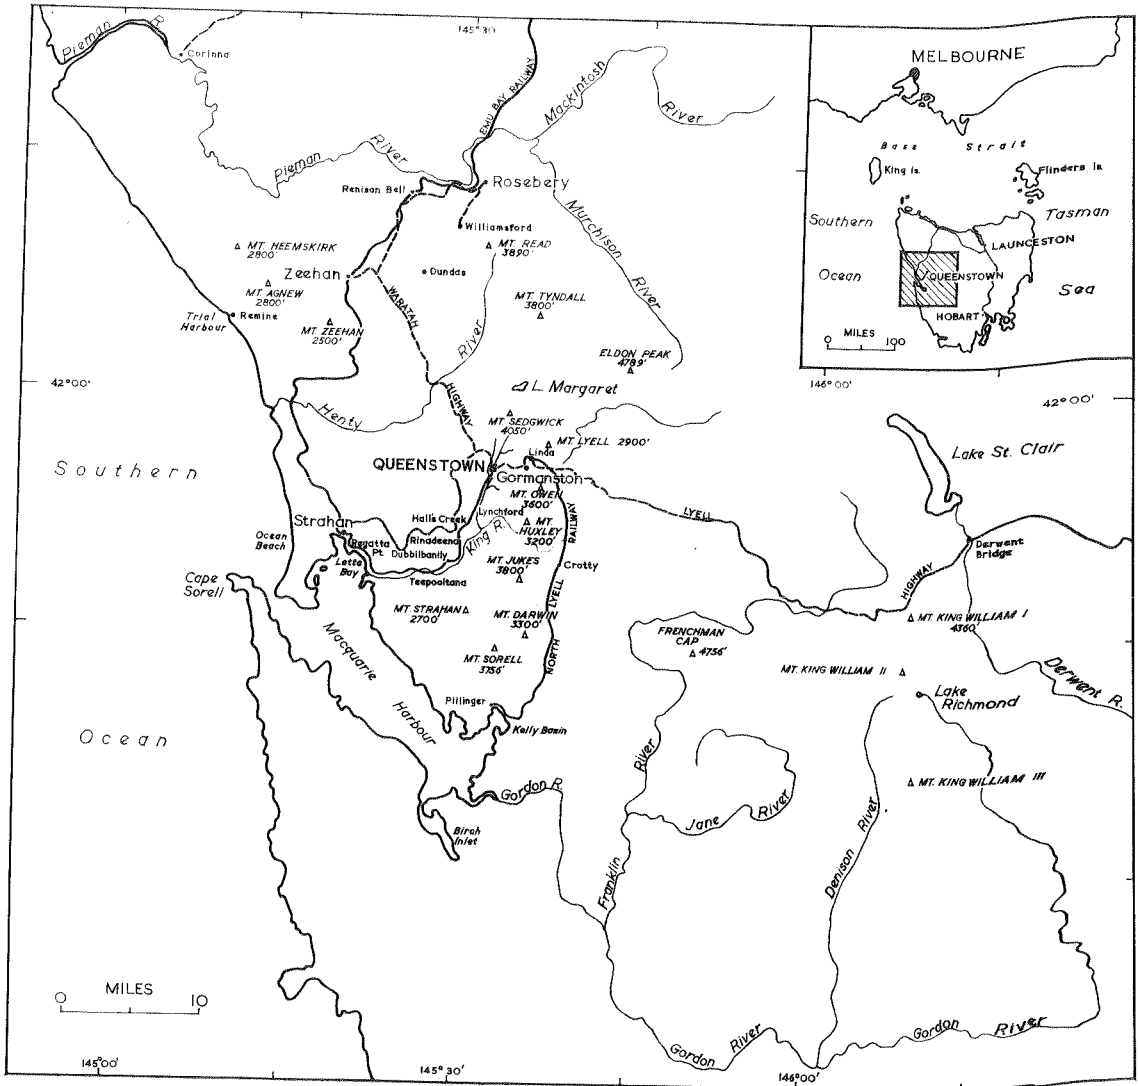 Pieman R.
Corinna
145°30
EMU BAY RAILWAY
Mackintosh
River
Pieman
River
Renison Bell
Rosebery
Williamsford
Murchison
River
MT. HEEMSKIRK
2800'
MT. READ
3890'
Zeehan
Dundas
MT. AGNEW
2800'
MT. TYNDALL
3800'
WARATAH
HIGHWAY
River
Henty
Trial
Harbour
Remine
MT. ZEEHAN
2500'
ELDON PEAK
4789'
42°00'
L. Margaret
MT. SEDGWICK
4050'
MT. LYELL 2900'
Linda
QUEENSTOWN
Gormanston
MT. OWEN
3600'
Lynchford
MT.
HUXLEY
3200'
Hall's Creek
Strahan
Regatta
Pt.
Rinadeena
Dubbilbarily
King R.
Ocean
Beach
Lette
Bay
Teepookana
MT. JUKES
3800'
Crotty
Cape
Sorell
MT. STRAHAN
2700'
MT. DARWIN
3300'
MT. SORELL
3756'
NORTH
LYELL
RAILWAY
Macquarie
Harbour
Pillinger
Kelly Basin
Gordon R.
Birch
Inlet
Southern
Ocean
LYELL
HIGHWAY
Lake St. Clair
Derwent
Bridge
MT. KING WILLIAM I
4360'
FRENCHMAN
CAP
4756'
MT. KING WILLIAM II
Lake
Richmond
Derwent R.
MT. KING WILLIAM III
Franklin
River
Jane River
Denison River
Gordon River
Gordon River
MILES
0 10
145°00'
145°30'
146°00'
MELBOURNE
Bass Strait
King Is.
Flinders Is.
Southern
Ocean
Tasman
Sea
LAUNCESTON
QUEENSTOWN
HOBART
MILES
0 100
146°00'
42°00'